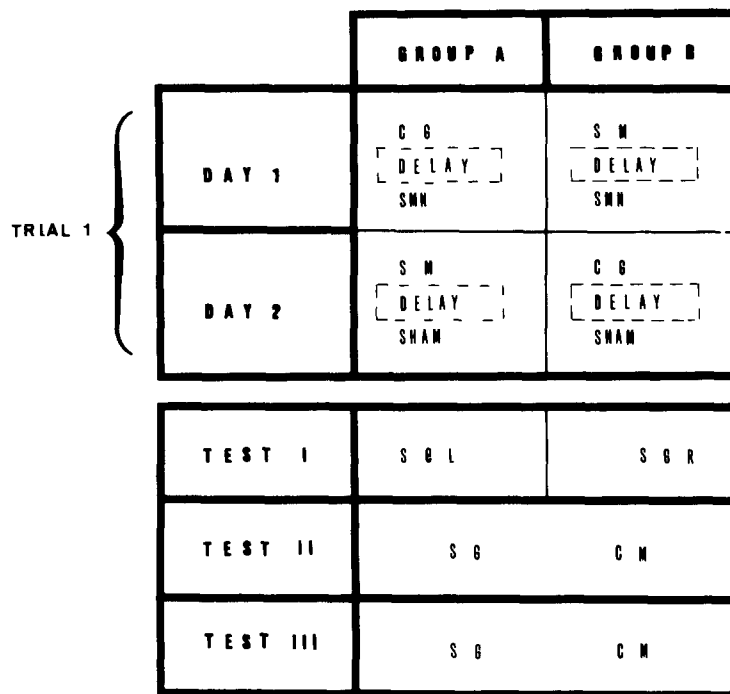 GROUP A GROUP B
TRIAL 1
DAY 1
C G
DELAY
SMN
S M
DELAY
SMN
DAY 2
S M
DELAY
SHAM
C G
DELAY
SHAM
TEST I S G L S G R
TEST II S G C M
TEST III S G C M